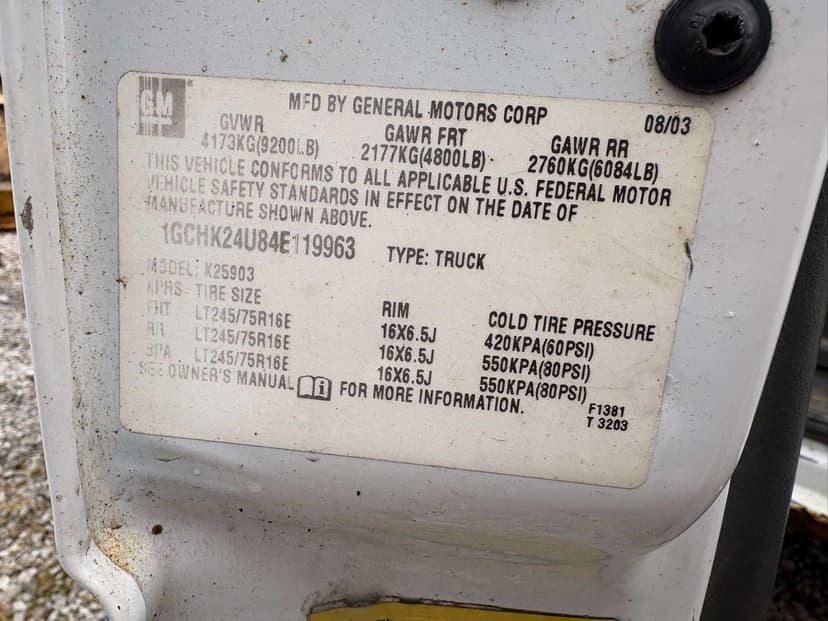 GM
MFD BY GENERAL MOTORS CORP 08/03
GVWR GAWR FRT GAWR RR
4173KG(9200LB) 2177KG(4800LB) 2760KG(6084LB)
THIS VEHICLE CONFORMS TO ALL APPLICABLE U.S. FEDERAL MOTOR
VEHICLE SAFETY STANDARDS IN EFFECT ON THE DATE OF
MANUFACTURE SHOWN ABOVE.
1GCHK24U84E119963 TYPE: TRUCK
MODEL: K25903
TIRE SIZE RIM COLD TIRE PRESSURE
FRT LT245/75R16E 16X6.5J 420KPA(60PSI)
RR LT245/75R16E 16X6.5J 550KPA(80PSI)
SPA LT245/75R16E 16X6.5J 550KPA(80PSI)
SEE OWNER'S MANUAL FOR MORE INFORMATION.
F1381
T 3203